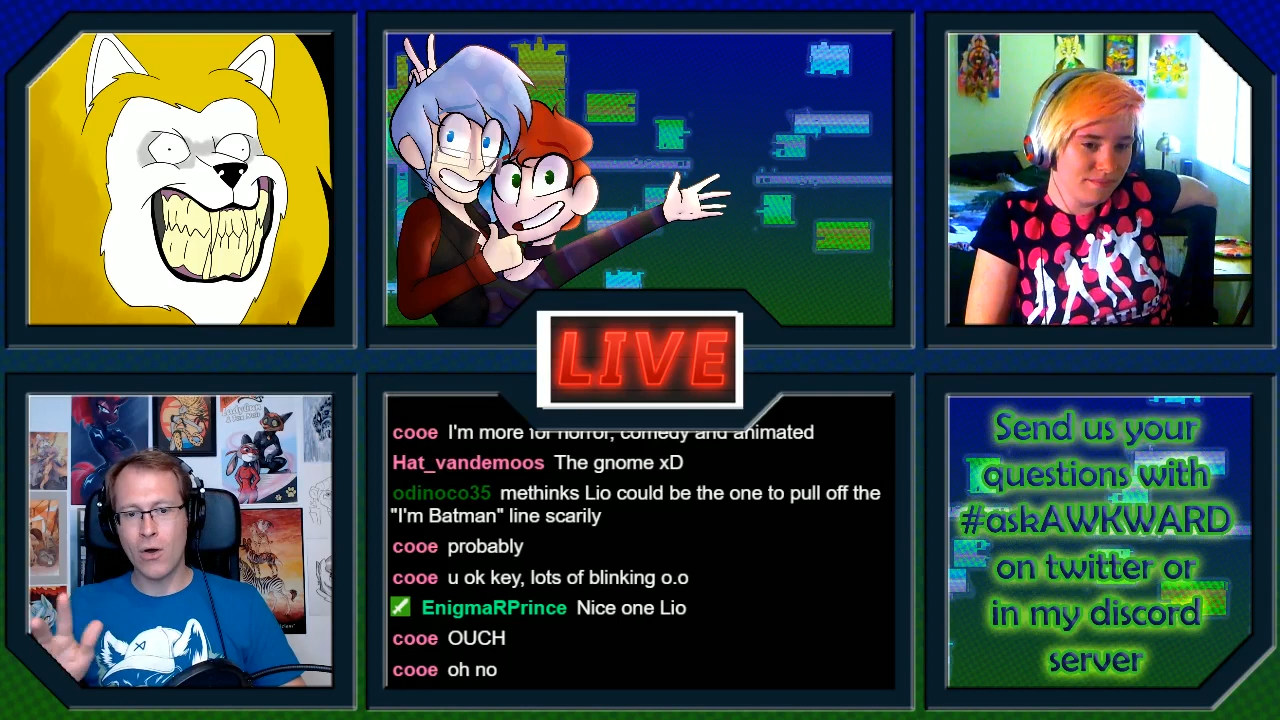 LIVE
BEATLES
cooe I'm more for horror, comedy and animated
Hat_vandemoos The gnome xD
odinoco35 methinks Lio could be the one to pull off the
"I'm Batman" line scarily
cooe probably
cooe u ok key, lots of blinking o.o
EnigmaRPrince Nice one Lio
cooe OUCH
cooe oh no
Send us your
questions with
#askAWKWARD
on twitter or
in my discord
server